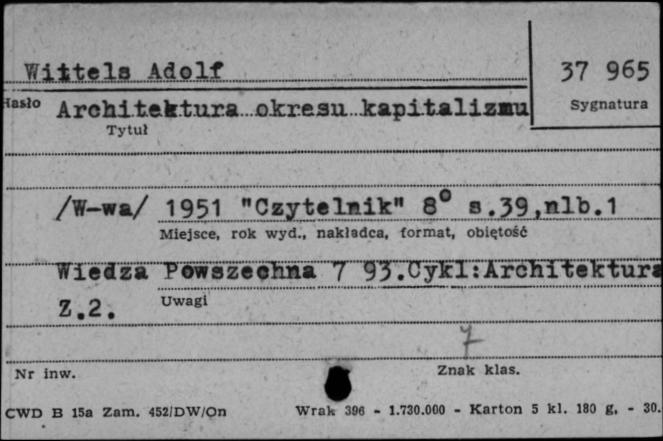 Wittels Adolf
37 965
Hasło Architektura okresu kapitalizmu
Sygnatura
Tytuł
/W-wa/ 1951 "Czytelnik" 8° s.39,nlb.1
Miejsce, rok wyd., nakładca, format, objętość
Wiedza Powszechna 7 93.Cykl:Architektura
Z.2.
Uwagi
7
Nr inw.
Znak klas.
CWD B 15a Zam. 452/DW/On Wrak 396 - 1.730.000 - Karton 5 kl. 180 g. - 30.